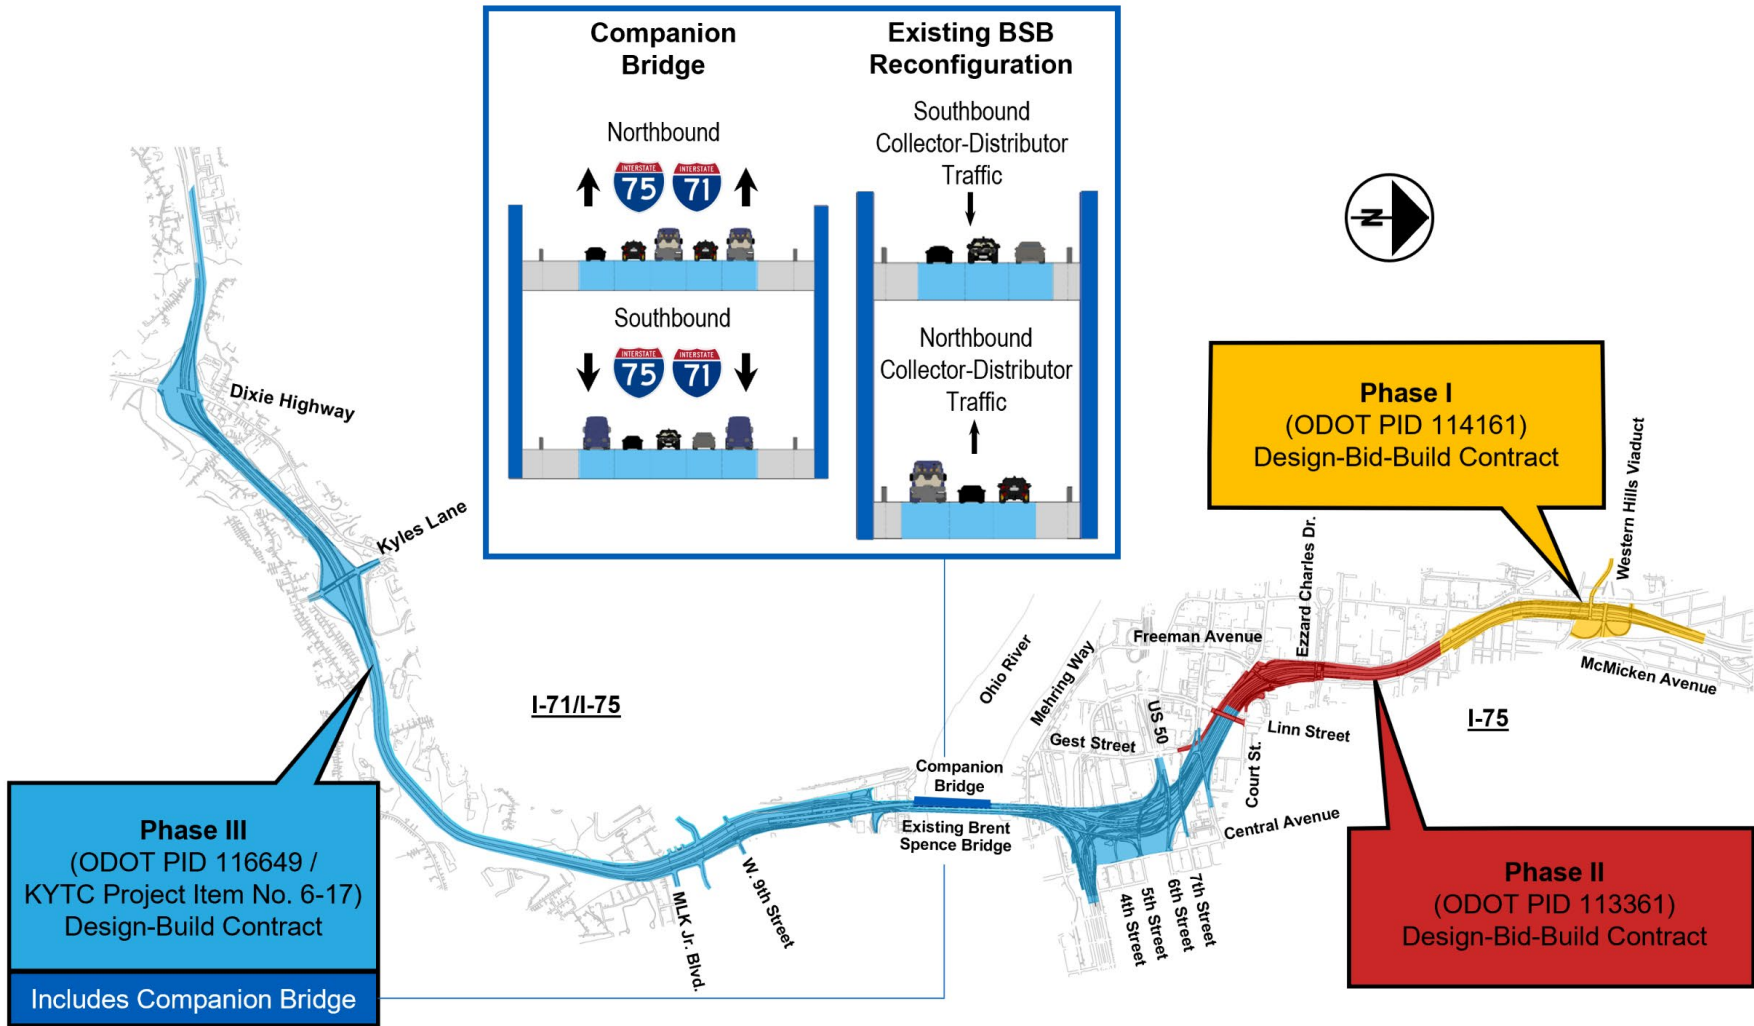 Companion
Bridge
Northbound
INTERSTATE
75
INTERSTATE
71
Southbound
INTERSTATE
75
INTERSTATE
71
Existing BSB
Reconfiguration
Southbound
Collector-Distributor
Traffic
Northbound
Collector-Distributor
Traffic
N
Phase I
(ODOT PID 114161)
Design-Bid-Build Contract
Dixie Highway
Kyles Lane
I-71/I-75
Ohio River
Mehring Way
Freeman Avenue
Ezzard Charles Dr.
Western Hills Viaduct
McMicken Avenue
I-75
Gest Street
US 50
Linn Street
Court St.
Central Avenue
Companion
Bridge
Existing Brent
Spence Bridge
W. 9th Street
MLK Jr. Blvd.
4th Street
5th Street
6th Street
7th Street
Phase III
(ODOT PID 116649 /
KYTC Project Item No. 6-17)
Design-Build Contract
Includes Companion Bridge
Phase II
(ODOT PID 113361)
Design-Bid-Build Contract